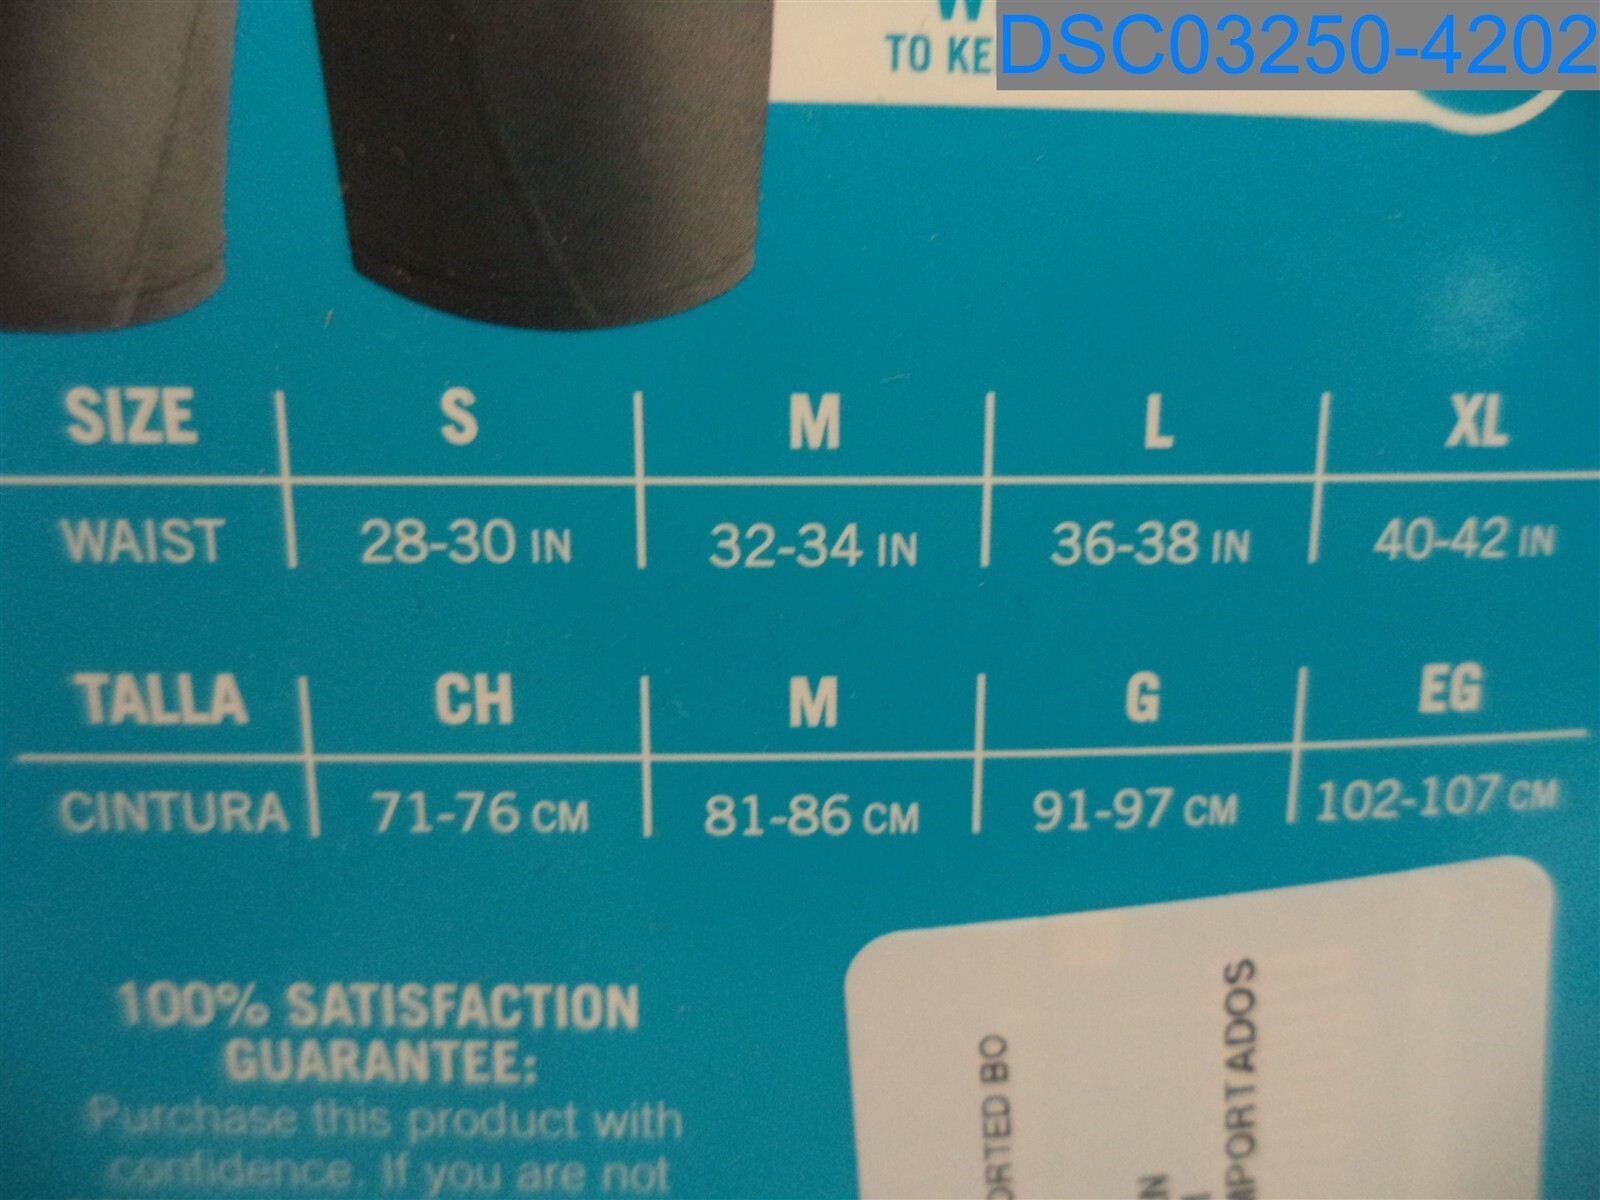 W
TO KE
DSC03250-4202
SIZE S M L XL
WAIST 28-30 IN 32-34 IN 36-38 IN 40-42 IN
TALLA CH M G EG
CINTURA 71-76 CM 81-86 CM 91-97 CM 102-107 CM
100% SATISFACTION
GUARANTEE:
Purchase this product with
confidence. If you are not
ORTED BO
IN
MPORTADOS